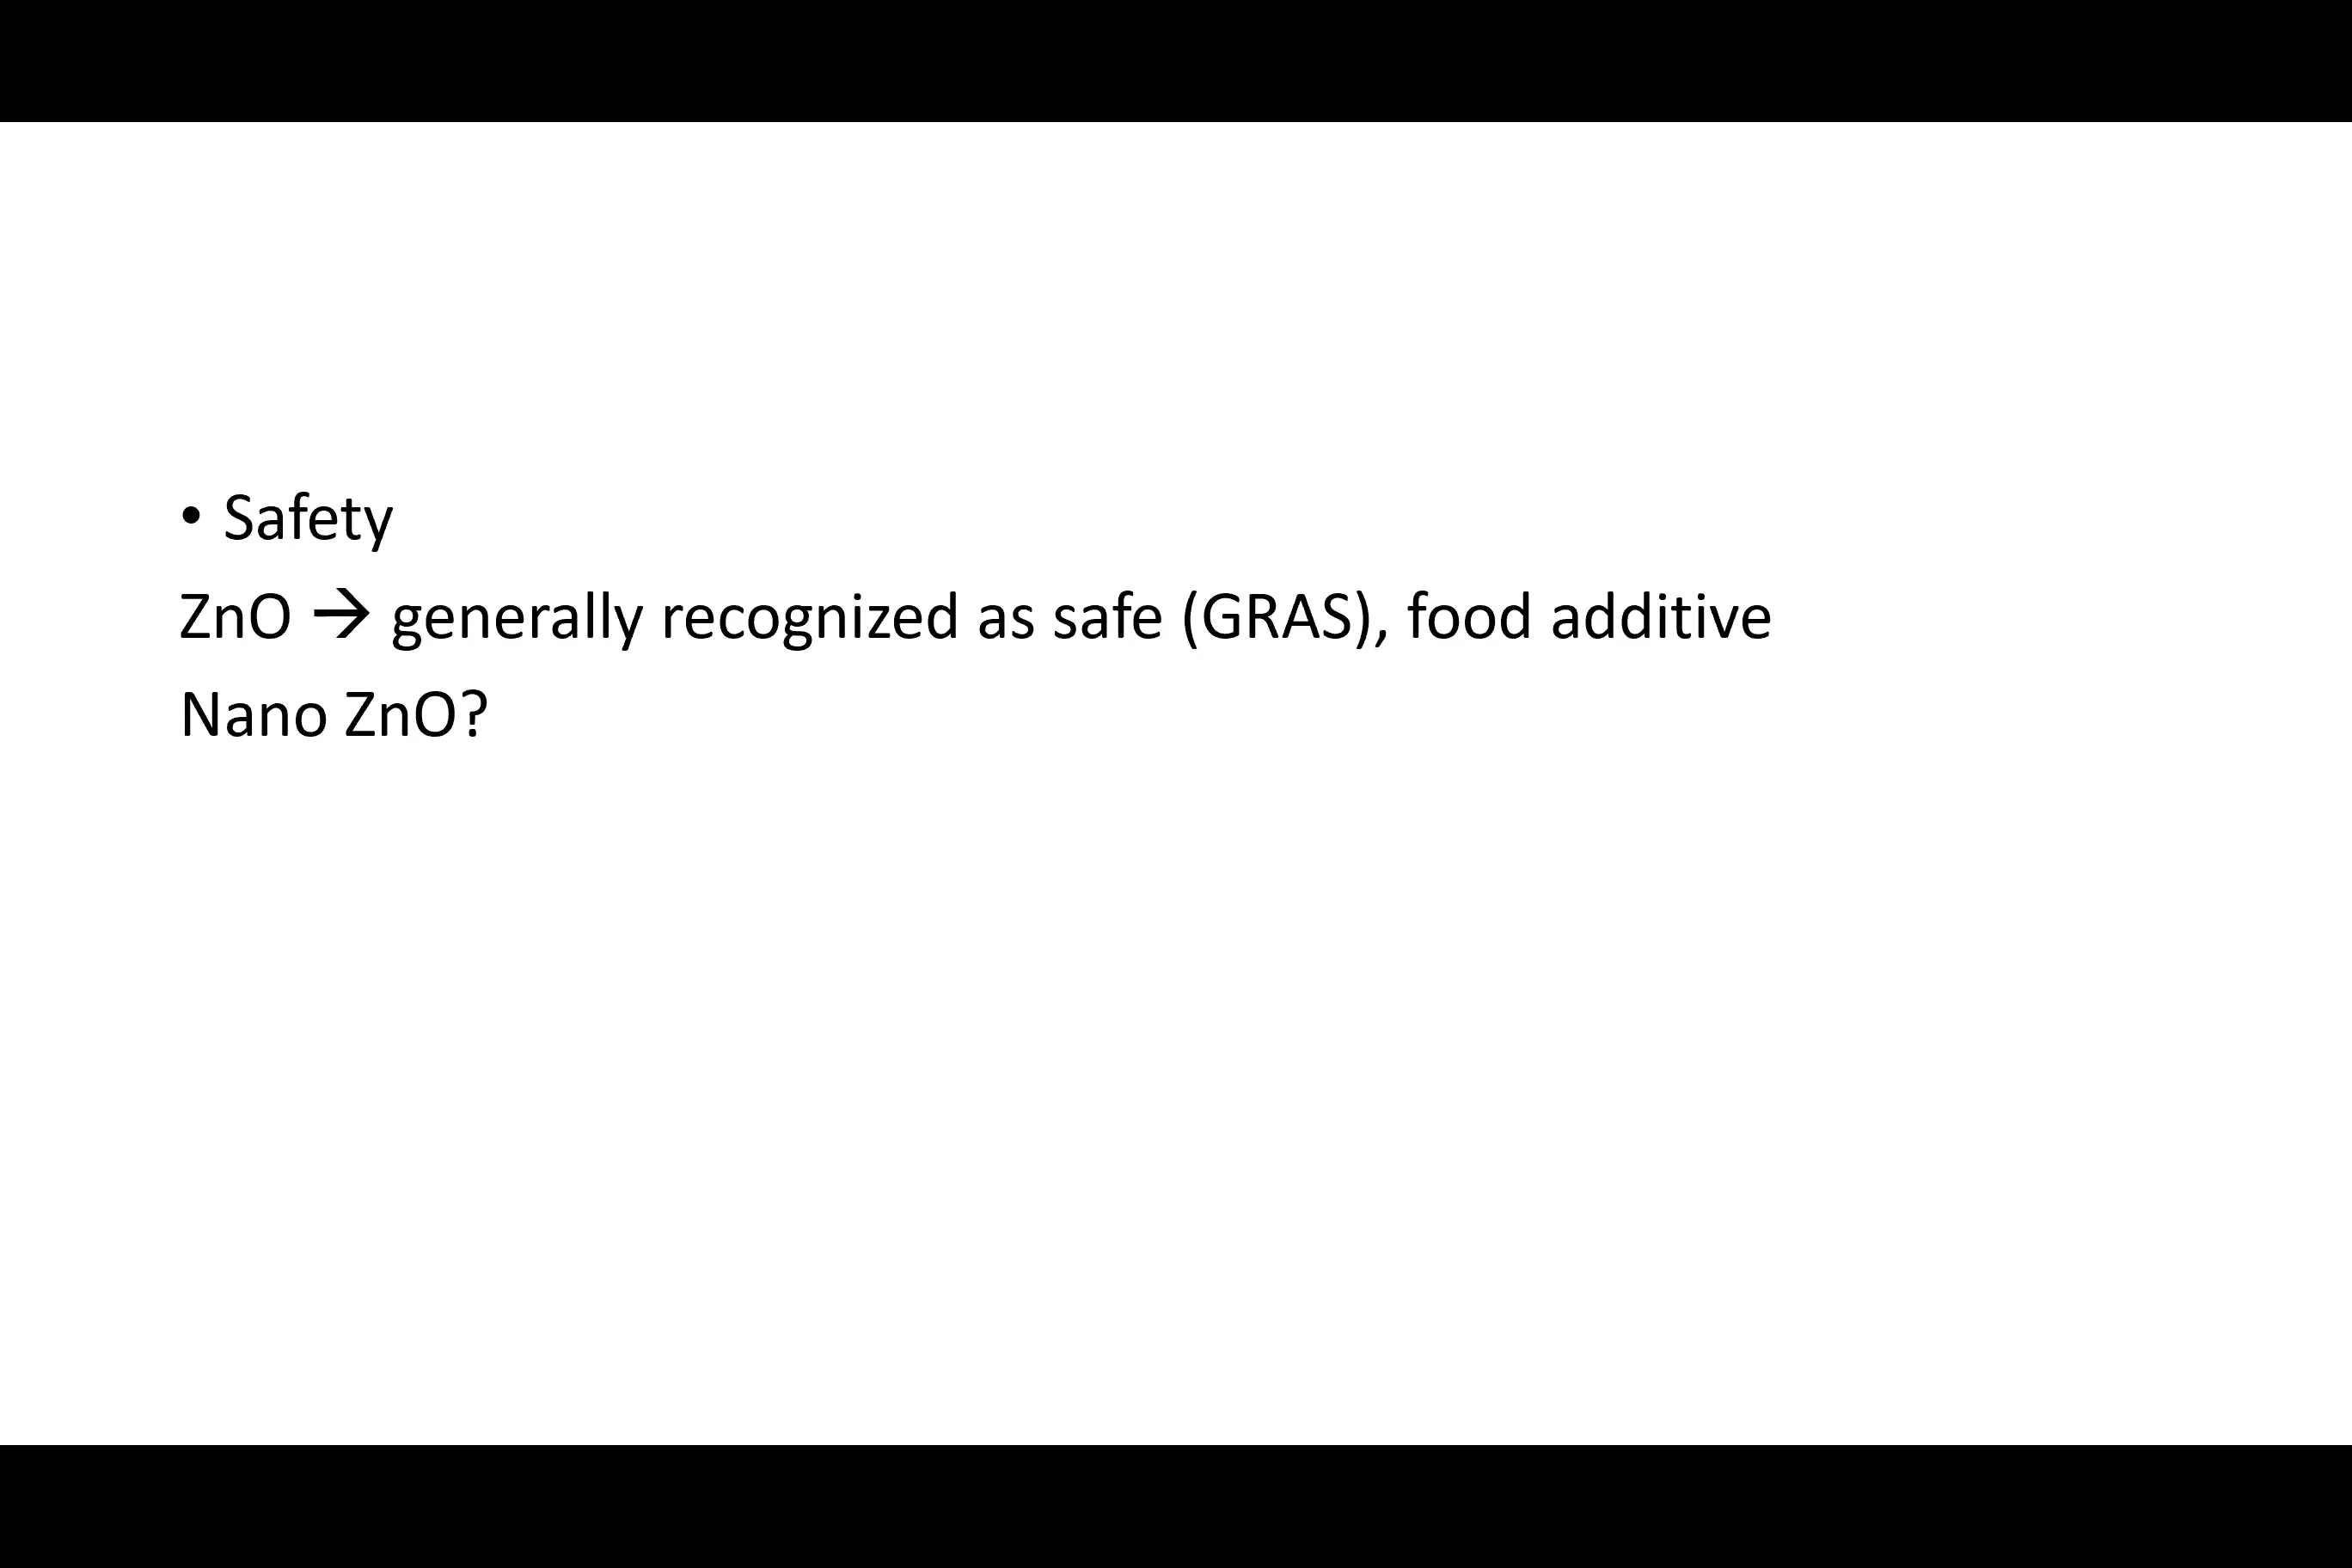 • Safety
ZnO → generally recognized as safe (GRAS), food additive
Nano ZnO?